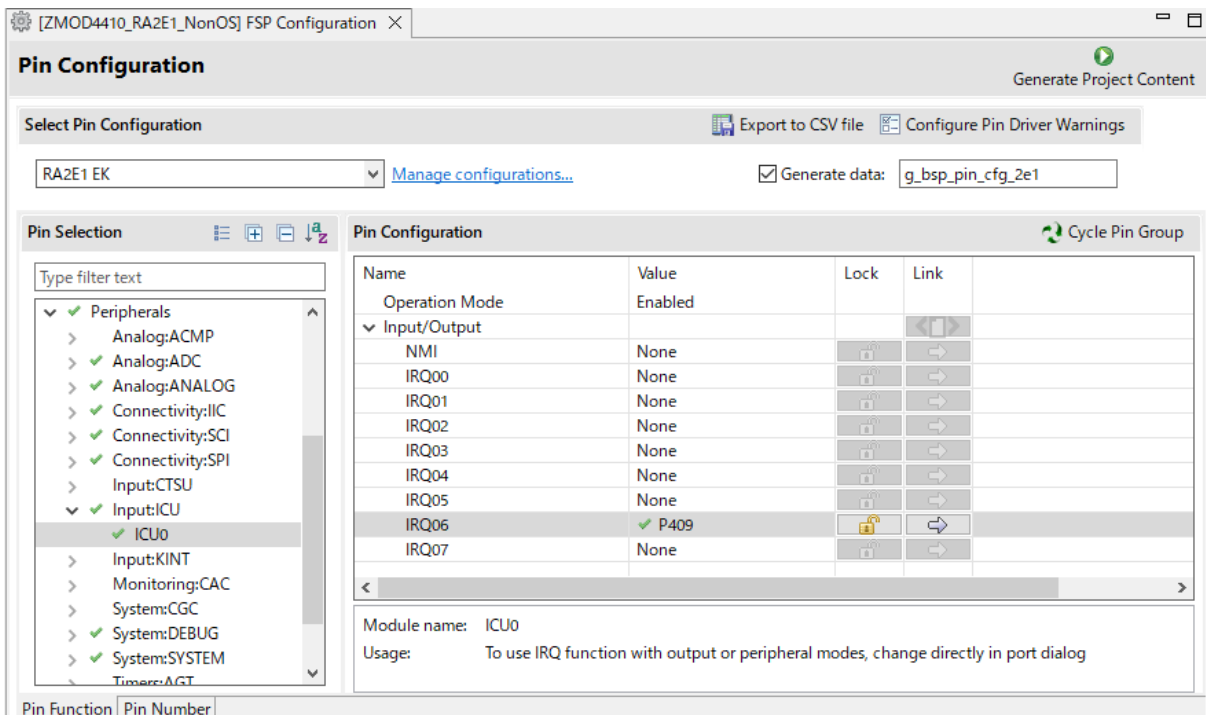 [ZMOD4410_RA2E1_NonOS] FSP Configuration
Pin Configuration
Generate Project Content
Select Pin Configuration
Export to CSV file
Configure Pin Driver Warnings
RA2E1 EK
Manage configurations...
Generate data:
g_bsp_pin_cfg_2e1
Pin Selection
Type filter text
Peripherals
Analog:ACMP
Analog:ADC
Analog:ANALOG
Connectivity:IIC
Connectivity:SCI
Connectivity:SPI
Input:CTSU
Input:ICU
ICU0
Input:KINT
Monitoring:CAC
System:CGC
System:DEBUG
System:SYSTEM
Timers:AGT
Pin Configuration
Cycle Pin Group
Name Value Lock Link
Operation Mode Enabled
Input/Output
NMI None
IRQ00 None
IRQ01 None
IRQ02 None
IRQ03 None
IRQ04 None
IRQ05 None
IRQ06 P409
IRQ07 None
Module name: ICU0
Usage: To use IRQ function with output or peripheral modes, change directly in port dialog
Pin Function Pin Number